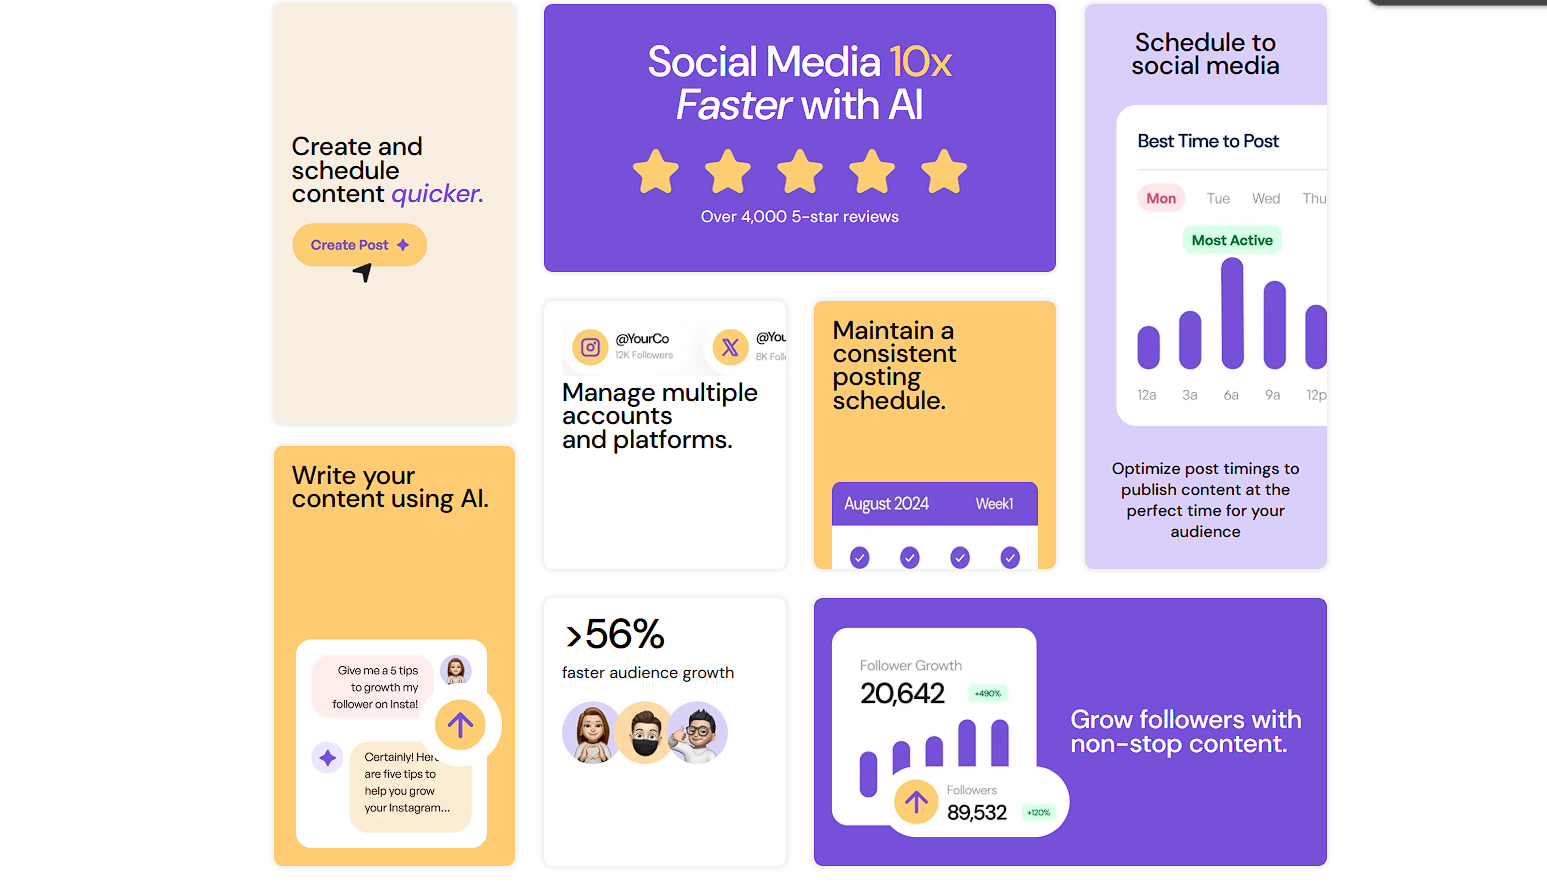 Create and
schedule
content quicker.
Create Post
Write your
content using AI.
Give me a 5 tips
to growth my
follower on Insta!
Certainly!
are five tips to
help you grow
your Instagram...
Social Media 10x
Faster with AI
Over 4,000 5-star reviews
@YourCo
12K Followers
8K
Manage multiple
accounts
and platforms.
>56%
faster audience growth
Maintain a
consistent
posting
schedule.
August 2024 Week1
Schedule to
social media
Best Time to Post
Mon Tue Wed Thu
Most Active
12a 3a 6a 9a 12p
Optimize post timings to
publish content at the
perfect time for your
audience
Follower Growth
20,642 +490%
Followers
89,532 +120%
Grow followers with
non-stop content.